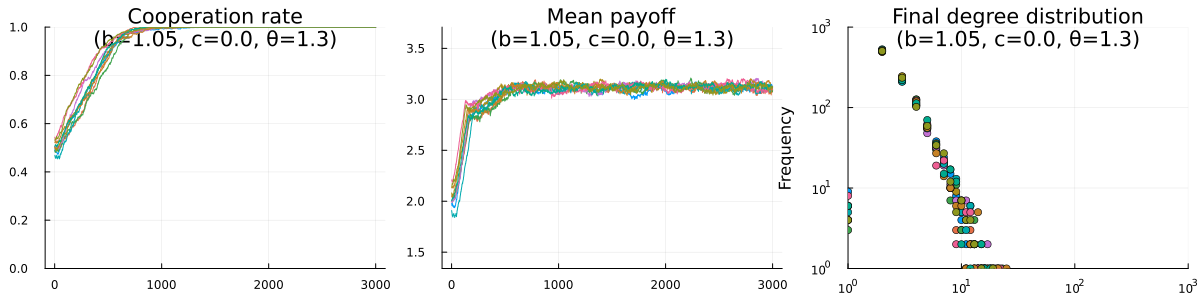 Cooperation rate
(b=1.05, c=0.0, θ=1.3)
1.0
0.8
0.6
0.4
0.2
0.0
0 1000 2000 3000
Mean payoff
(b=1.05, c=0.0, θ=1.3)
3.5
3.0
2.5
2.0
1.5
0 1000 2000 3000
Final degree distribution
(b=1.05, c=0.0, θ=1.3)
Frequency
10³
10²
10¹
10⁰
10⁰ 10¹ 10² 10³